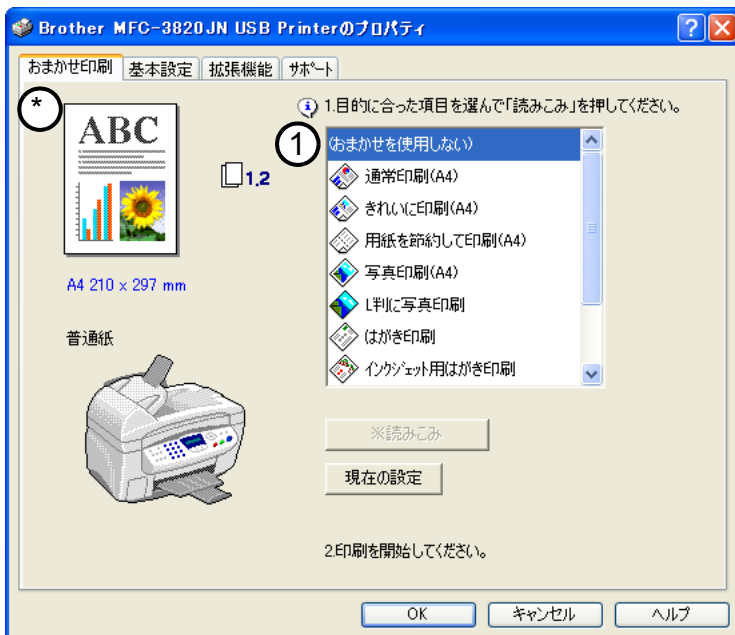 Brother MFC-3820JN USB Printerのプロパティ
おまかせ印刷 基本設定 拡張機能 サポート
*
ABC
1,2
A4 210 x 297 mm
普通紙
1.目的に合った項目を選んで「読みこみ」を押してください。
1
(おまかせを使用しない)
通常印刷(A4)
きれいに印刷(A4)
用紙を節約して印刷(A4)
写真印刷(A4)
L判に写真印刷
はがき印刷
インクジェット用はがき印刷
※読みこみ
現在の設定
2.印刷を開始してください。
OK キャンセル ヘルプ